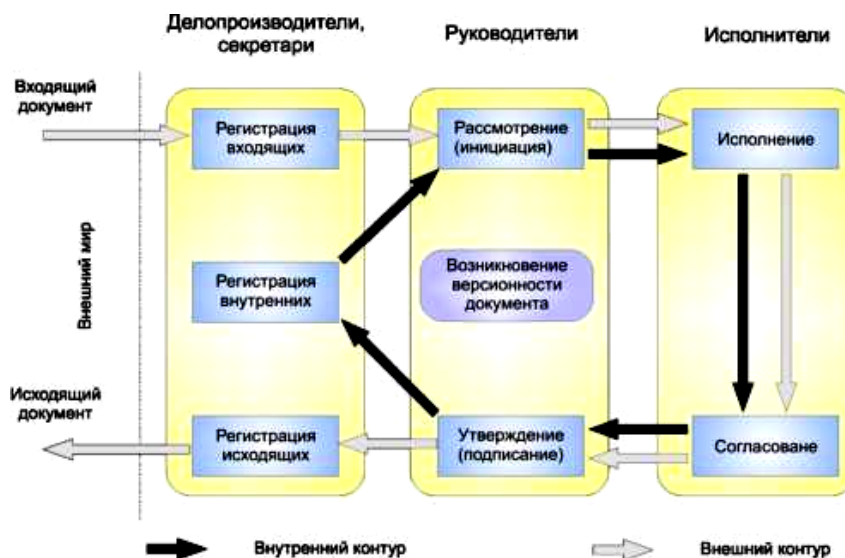 Делопроизводители,
секретари
Руководители
Исполнители
Входящий
документ
Регистрация
входящих
Рассмотрение
(инициация)
Исполнение
Внешний мир
Регистрация
внутренних
Возникновение
версионности
документа
Исходящий
документ
Регистрация
исходящих
Утверждение
(подписание)
Согласоване
Внутренний контур
Внешний контур